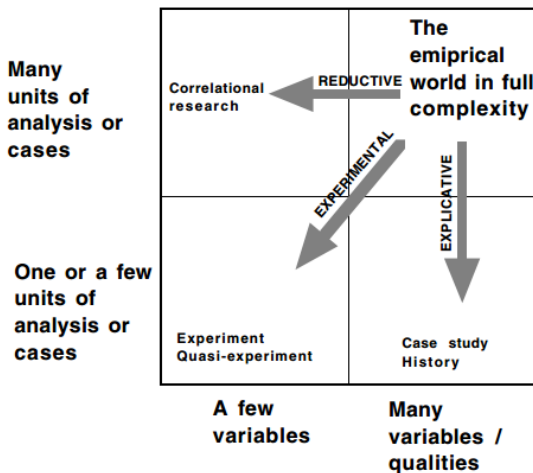 Many
units of
analysis or
cases
Correlational
research
REDUCTIVE
The
emiprical
world in full
complexity
EXPERIMENTAL
EXPLICATIVE
One or a few
units of
analysis or
cases
Experiment
Quasi-experiment
Case study
History
A few
variables
Many
variables /
qualities